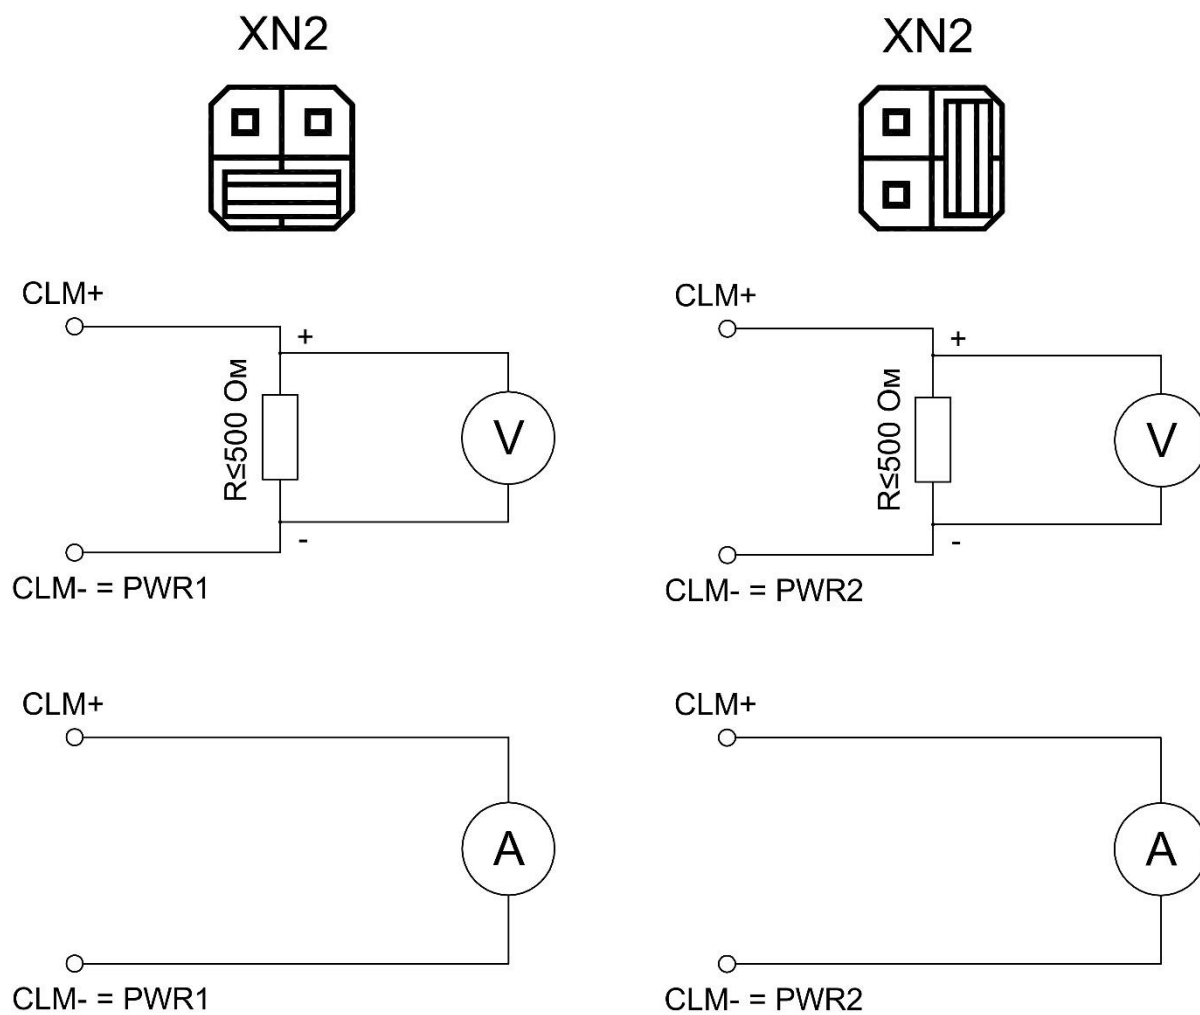 XN2
XN2
CLM+
+
R≤500 Ом
V
-
CLM- = PWR1
CLM+
+
R≤500 Ом
V
-
CLM- = PWR2
CLM+
A
CLM- = PWR1
CLM+
A
CLM- = PWR2